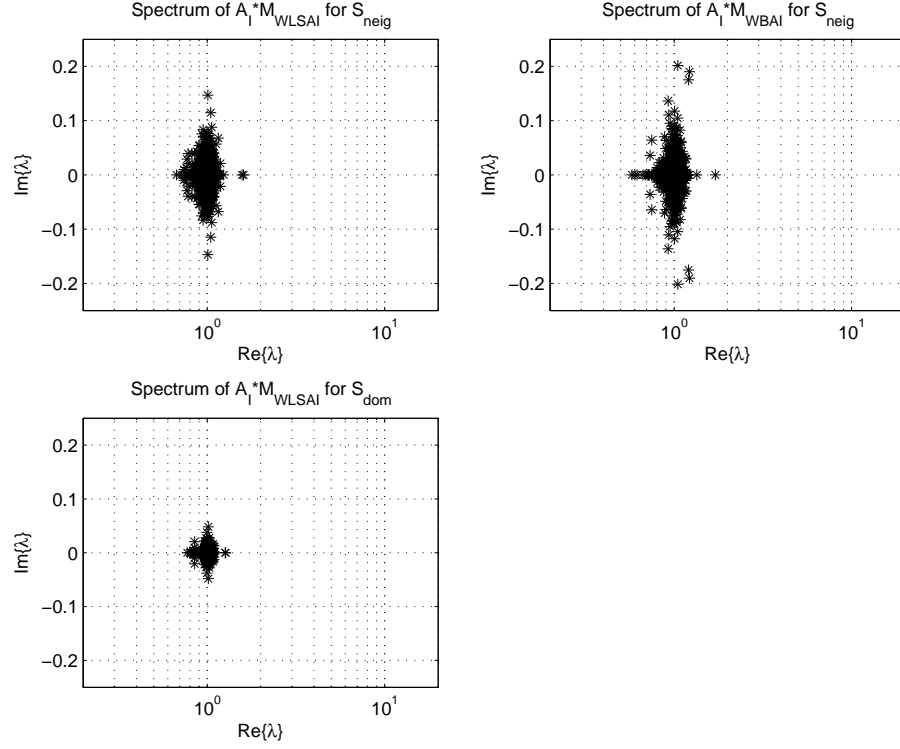 Spectrum of A_I*M_WLSAI for S_neig
0.2
0.1
0
−0.1
−0.2
Im{λ}
10^0
10^1
Re{λ}
Spectrum of A_I*M_WBAI for S_neig
0.2
0.1
0
−0.1
−0.2
Im{λ}
10^0
10^1
Re{λ}
Spectrum of A_I*M_WLSAI for S_dom
0.2
0.1
0
−0.1
−0.2
Im{λ}
10^0
10^1
Re{λ}